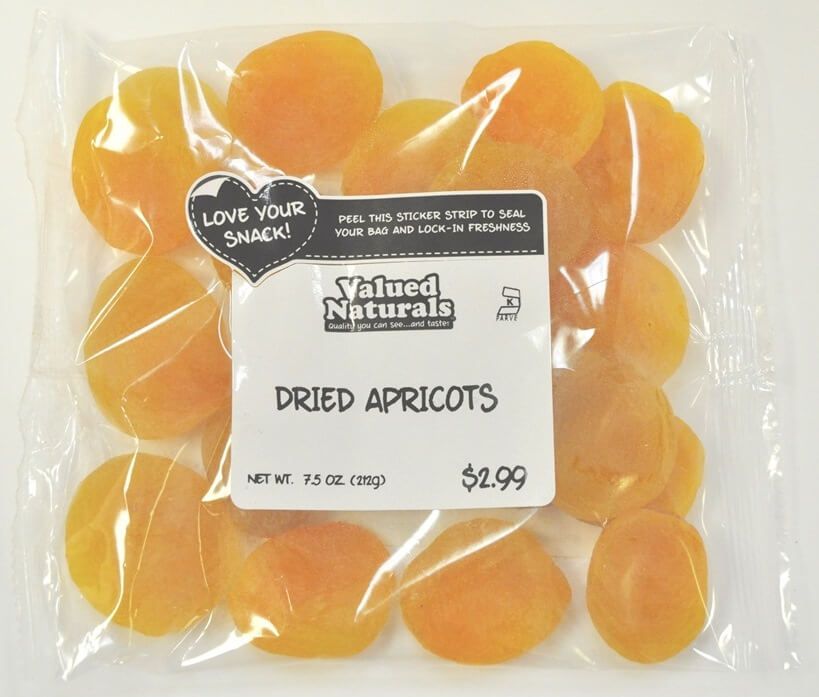 LOVE YOUR
SNACK!
PEEL THIS STICKER STRIP TO SEAL
YOUR BAG AND LOCK-IN FRESHNESS
Valued
Naturals
Quality you can see...and taste!
K
PARVE
DRIED APRICOTS
NET WT. 7.5 OZ. (212g)
$2.99